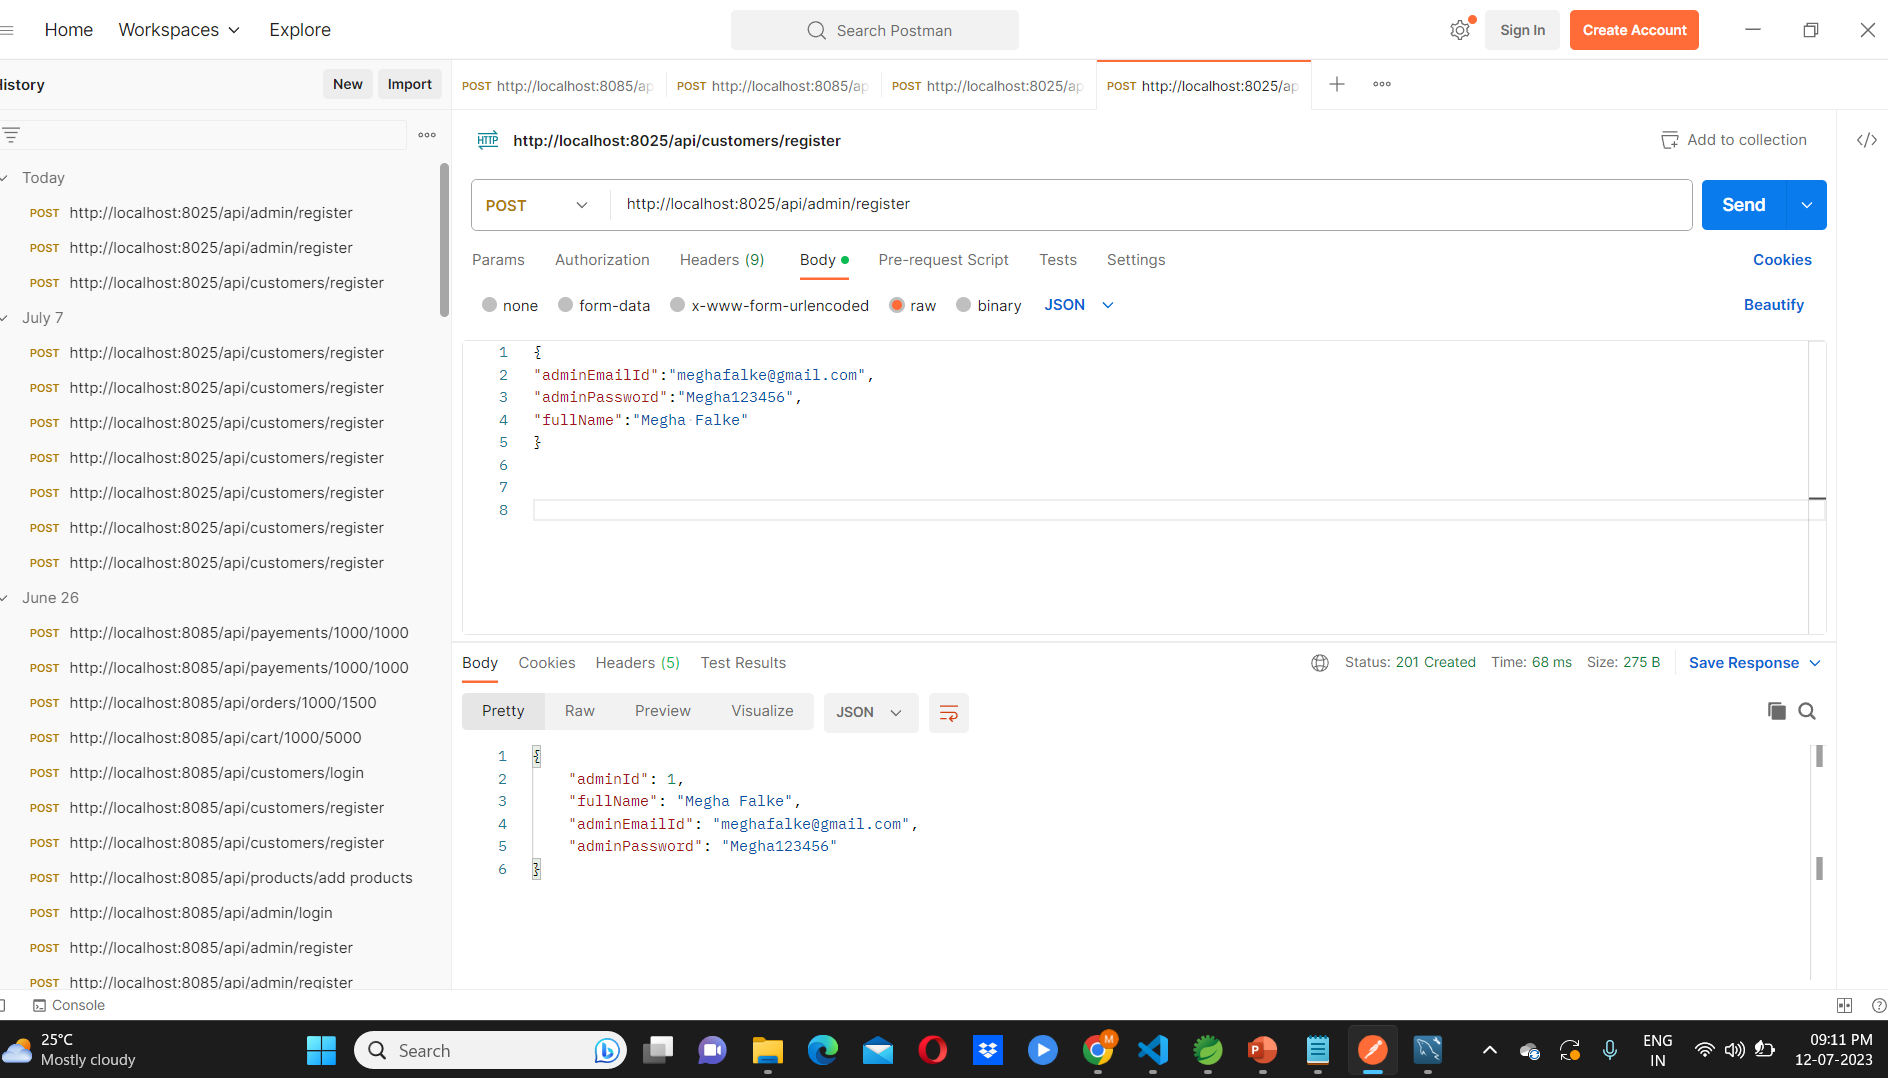 Home Workspaces Explore
Search Postman
Sign In Create Account
History New Import
POST http://localhost:8085/ap POST http://localhost:8085/ap POST http://localhost:8025/ap POST http://localhost:8025/ap
HTTP http://localhost:8025/api/customers/register
Add to collection </>
POST http://localhost:8025/api/admin/register Send
Params Authorization Headers (9) Body Pre-request Script Tests Settings Cookies
none form-data x-www-form-urlencoded raw binary JSON Beautify
1 {
2 "adminEmailId":"meghafalke@gmail.com",
3 "adminPassword":"Megha123456",
4 "fullName":"Megha Falke"
5 }
6
7
8
Body Cookies Headers (5) Test Results Status: 201 Created Time: 68 ms Size: 275 B Save Response
Pretty Raw Preview Visualize JSON
1 {
2 "adminId": 1,
3 "fullName": "Megha Falke",
4 "adminEmailId": "meghafalke@gmail.com",
5 "adminPassword": "Megha123456"
6 }
Today
POST http://localhost:8025/api/admin/register
POST http://localhost:8025/api/admin/register
POST http://localhost:8025/api/customers/register
July 7
POST http://localhost:8025/api/customers/register
POST http://localhost:8025/api/customers/register
POST http://localhost:8025/api/customers/register
POST http://localhost:8025/api/customers/register
POST http://localhost:8025/api/customers/register
POST http://localhost:8025/api/customers/register
POST http://localhost:8025/api/customers/register
June 26
POST http://localhost:8085/api/payements/1000/1000
POST http://localhost:8085/api/payements/1000/1000
POST http://localhost:8085/api/orders/1000/1500
POST http://localhost:8085/api/cart/1000/5000
POST http://localhost:8085/api/customers/login
POST http://localhost:8085/api/customers/register
POST http://localhost:8085/api/customers/register
POST http://localhost:8085/api/products/add products
POST http://localhost:8085/api/admin/login
POST http://localhost:8085/api/admin/register
POST http://localhost:8085/api/admin/register
Console
25°C
Mostly cloudy
Search
M
P
ENG
IN
09:11 PM
12-07-2023